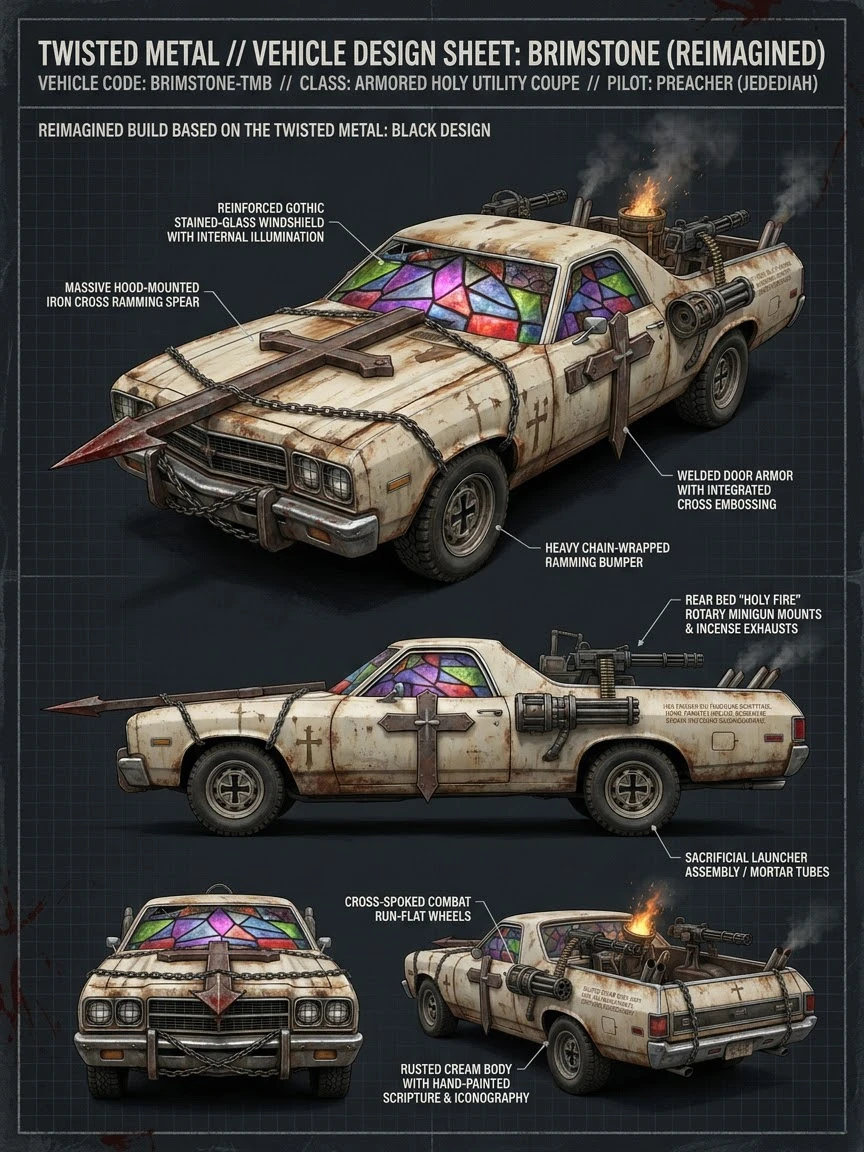 TWISTED METAL // VEHICLE DESIGN SHEET: BRIMSTONE (REIMAGINED)
VEHICLE CODE: BRIMSTONE-TMB // CLASS: ARMORED HOLY UTILITY COUPE // PILOT: PREACHER (JEDEDIAH)
REIMAGINED BUILD BASED ON THE TWISTED METAL: BLACK DESIGN
REINFORCED GOTHIC
STAINED-GLASS WINDSHIELD
WITH INTERNAL ILLUMINATION
MASSIVE HOOD-MOUNTED
IRON CROSS RAMMING SPEAR
WELDED DOOR ARMOR
WITH INTEGRATED
CROSS EMBOSSING
HEAVY CHAIN-WRAPPED
RAMMING BUMPER
REAR BED "HOLY FIRE"
ROTARY MINIGUN MOUNTS
& INCENSE EXHAUSTS
SACRIFICIAL LAUNCHER
ASSEMBLY / MORTAR TUBES
CROSS-SPOKED COMBAT
RUN-FLAT WHEELS
RUSTED CREAM BODY
WITH HAND-PAINTED
SCRIPTURE & ICONOGRAPHY